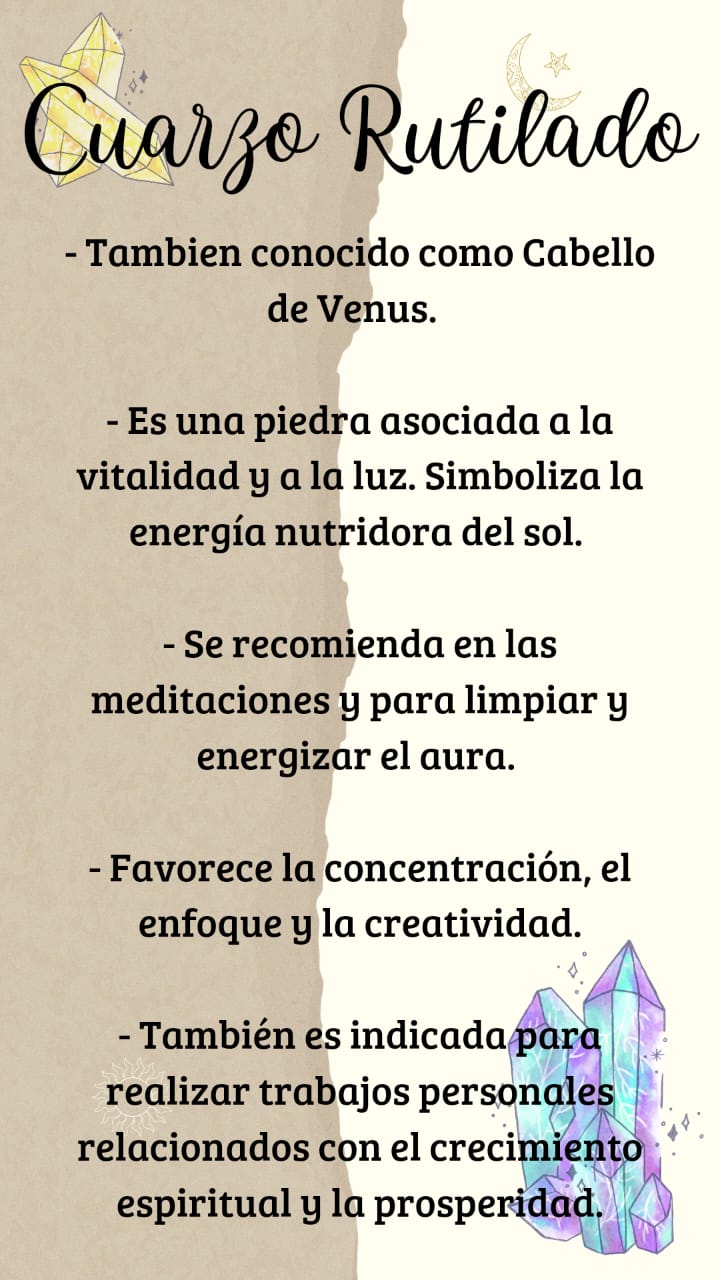 Cuarzo Rutilado
- Tambien conocido como Cabello
de Venus.
- Es una piedra asociada a la
vitalidad y a la luz. Simboliza la
energía nutridora del sol.
- Se recomienda en las
meditaciones y para limpiar y
energizar el aura.
- Favorece la concentración, el
enfoque y la creatividad.
- También es indicada para
realizar trabajos personales
relacionados con el crecimiento
espiritual y la prosperidad.